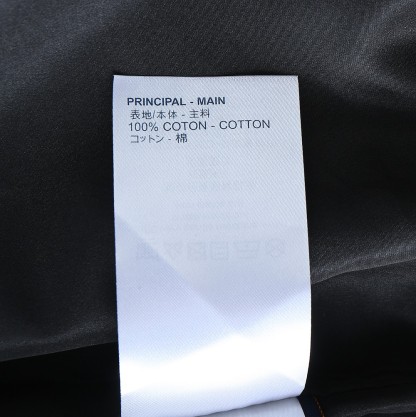 PRINCIPAL - MAIN
表地/本体 - 主料
100% COTON - COTTON
コットン - 棉